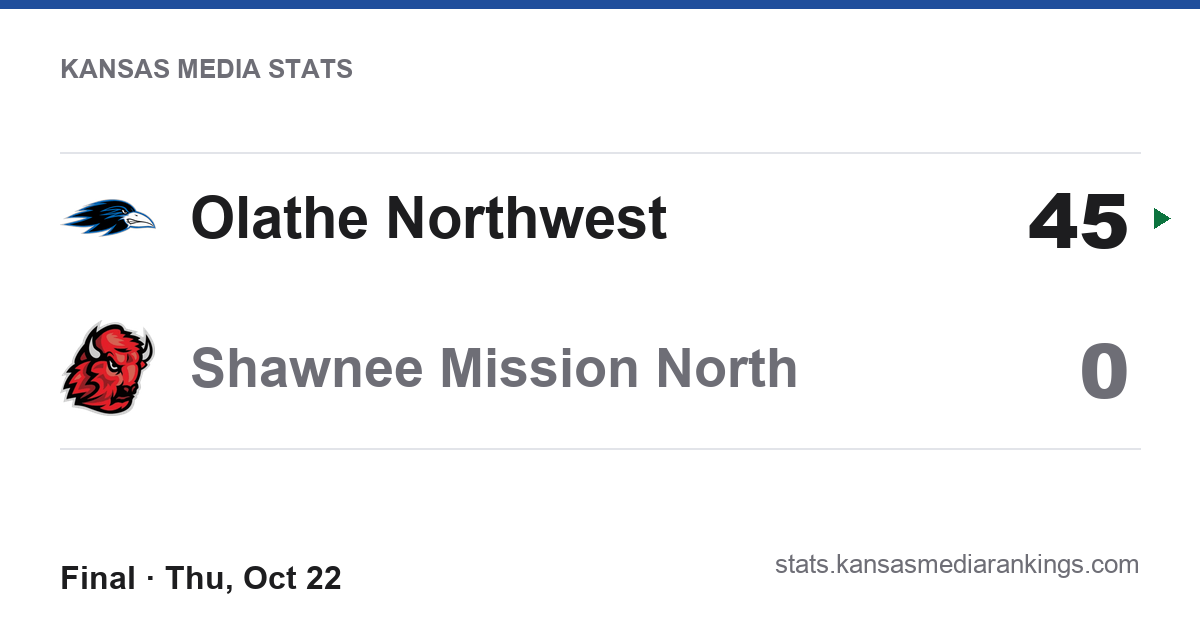 KANSAS MEDIA STATS
Olathe Northwest 45
Shawnee Mission North 0
Final · Thu, Oct 22
stats.kansasmediarankings.com